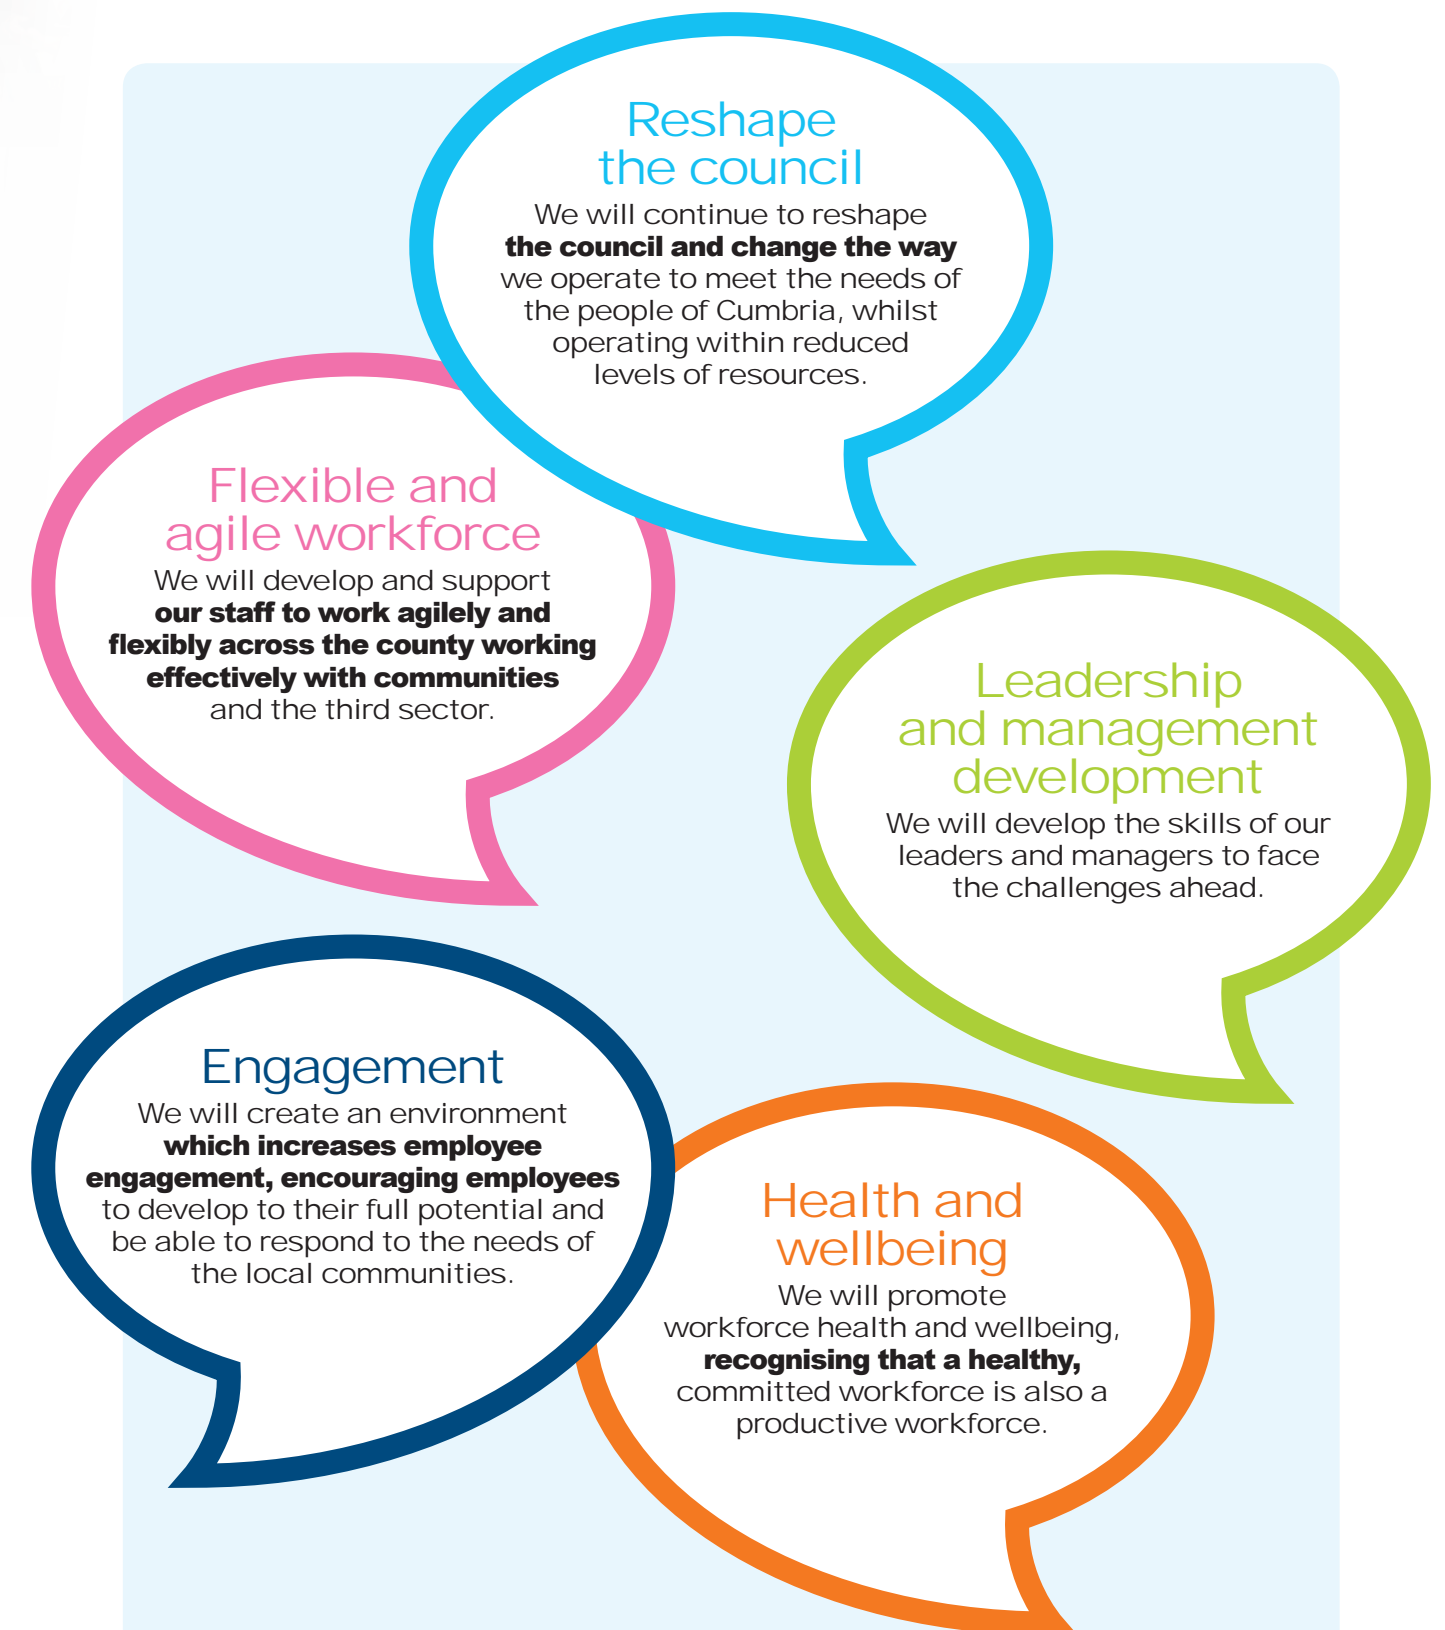 Reshape
the council
We will continue to reshape
the council and change the way
we operate to meet the needs of
the people of Cumbria, whilst
operating within reduced
levels of resources.
Flexible and
agile workforce
We will develop and support
our staff to work agilely and
flexibly across the county working
effectively with communities
and the third sector.
Leadership
and management
development
We will develop the skills of our
leaders and managers to face
the challenges ahead.
Engagement
We will create an environment
which increases employee
engagement, encouraging employees
to develop to their full potential and
be able to respond to the needs of
the local communities.
Health and
wellbeing
We will promote
workforce health and wellbeing,
recognising that a healthy,
committed workforce is also a
productive workforce.